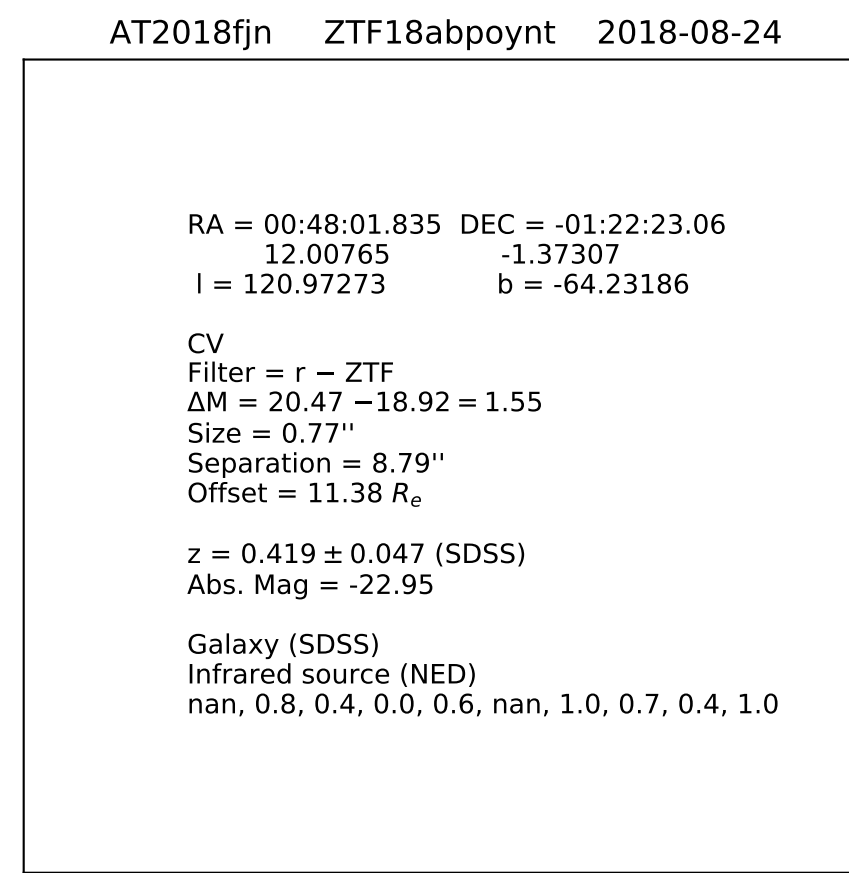 AT2018fjn ZTF18abpoynt 2018-08-24
RA = 00:48:01.835 DEC = -01:22:23.06
12.00765 -1.37307
l = 120.97273 b = -64.23186
CV
Filter = r − ZTF
ΔM = 20.47 −18.92 = 1.55
Size = 0.77''
Separation = 8.79''
Offset = 11.38 Re
z = 0.419 ± 0.047 (SDSS)
Abs. Mag = -22.95
Galaxy (SDSS)
Infrared source (NED)
nan, 0.8, 0.4, 0.0, 0.6, nan, 1.0, 0.7, 0.4, 1.0